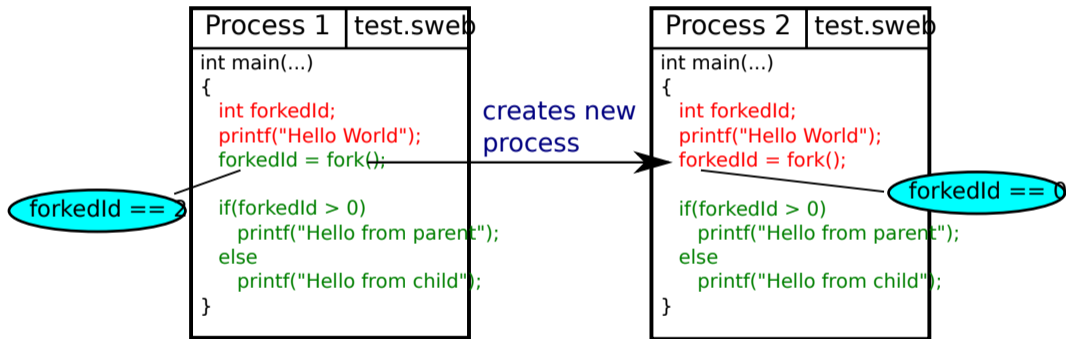 Process 1 test.sweb
int main(...)
{
int forkedId;
printf("Hello World");
forkedId = fork();
if(forkedId > 0)
printf("Hello from parent");
else
printf("Hello from child");
}
forkedId == 2
creates new
process
Process 2 test.sweb
int main(...)
{
int forkedId;
printf("Hello World");
forkedId = fork();
if(forkedId > 0)
printf("Hello from parent");
else
printf("Hello from child");
}
forkedId == 0